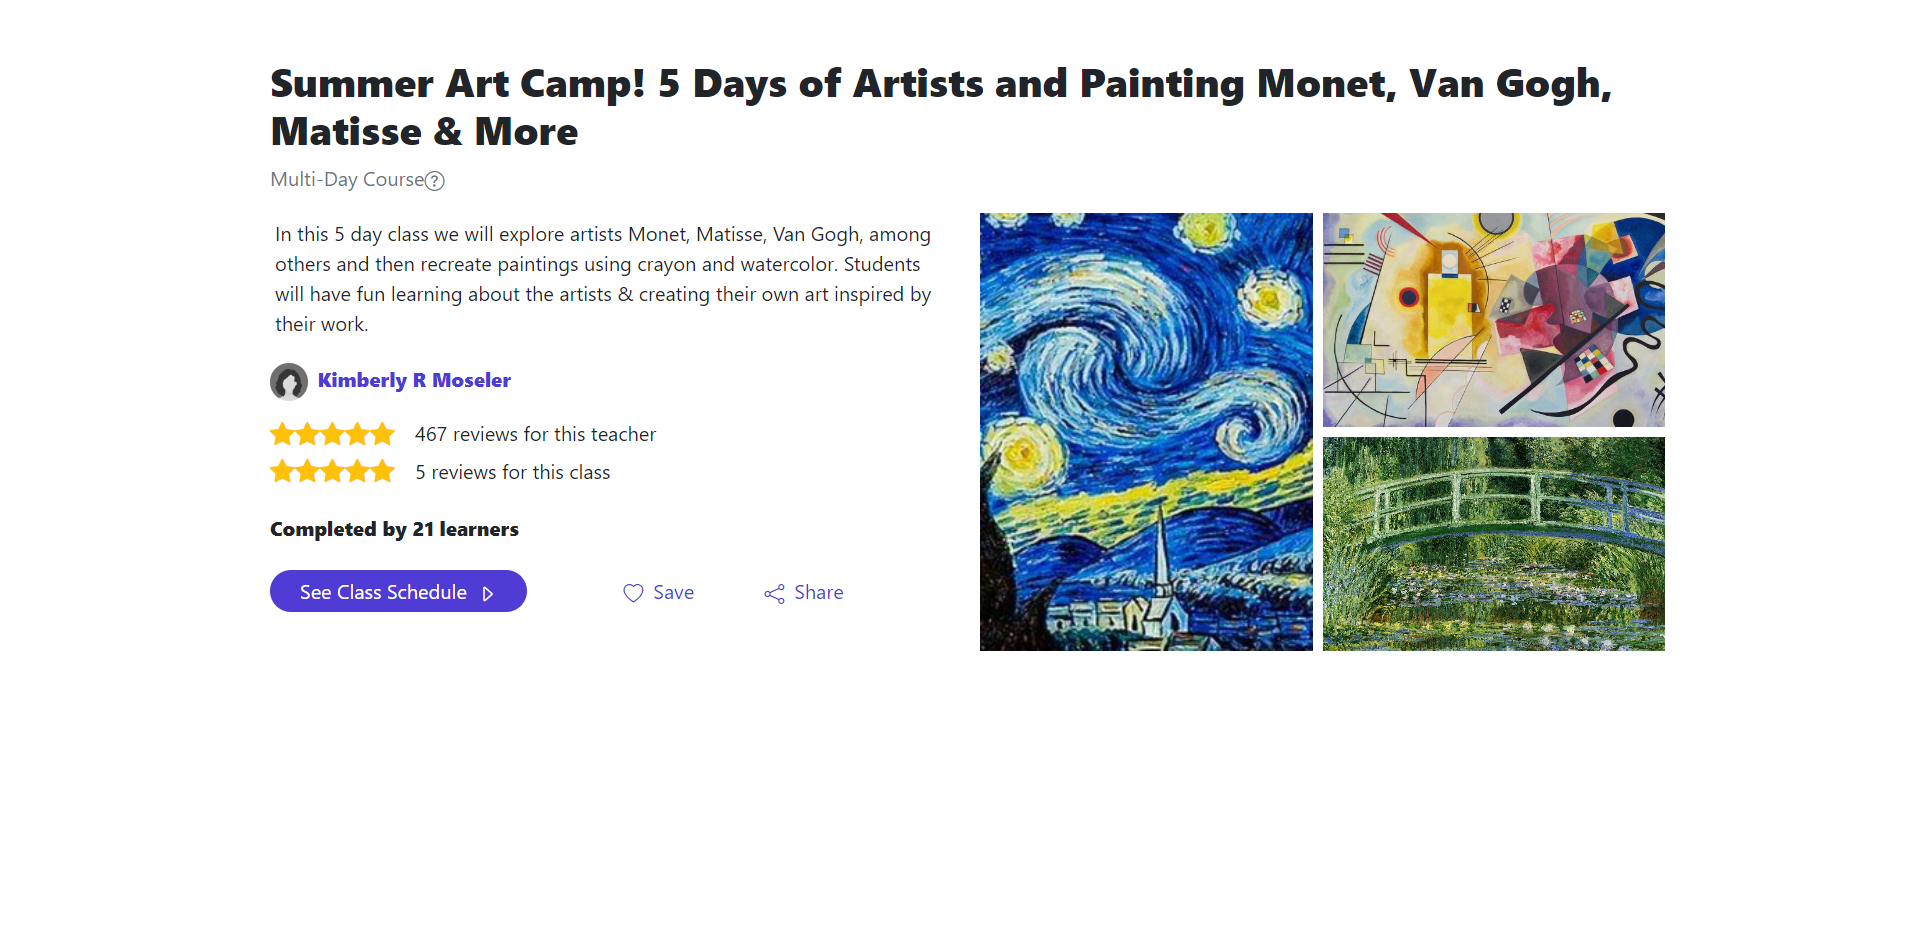 Summer Art Camp! 5 Days of Artists and Painting Monet, Van Gogh,
Matisse & More
Multi-Day Course?
In this 5 day class we will explore artists Monet, Matisse, Van Gogh, among
others and then recreate paintings using crayon and watercolor. Students
will have fun learning about the artists & creating their own art inspired by
their work.
Kimberly R Moseler
467 reviews for this teacher
5 reviews for this class
Completed by 21 learners
See Class Schedule
Save
Share